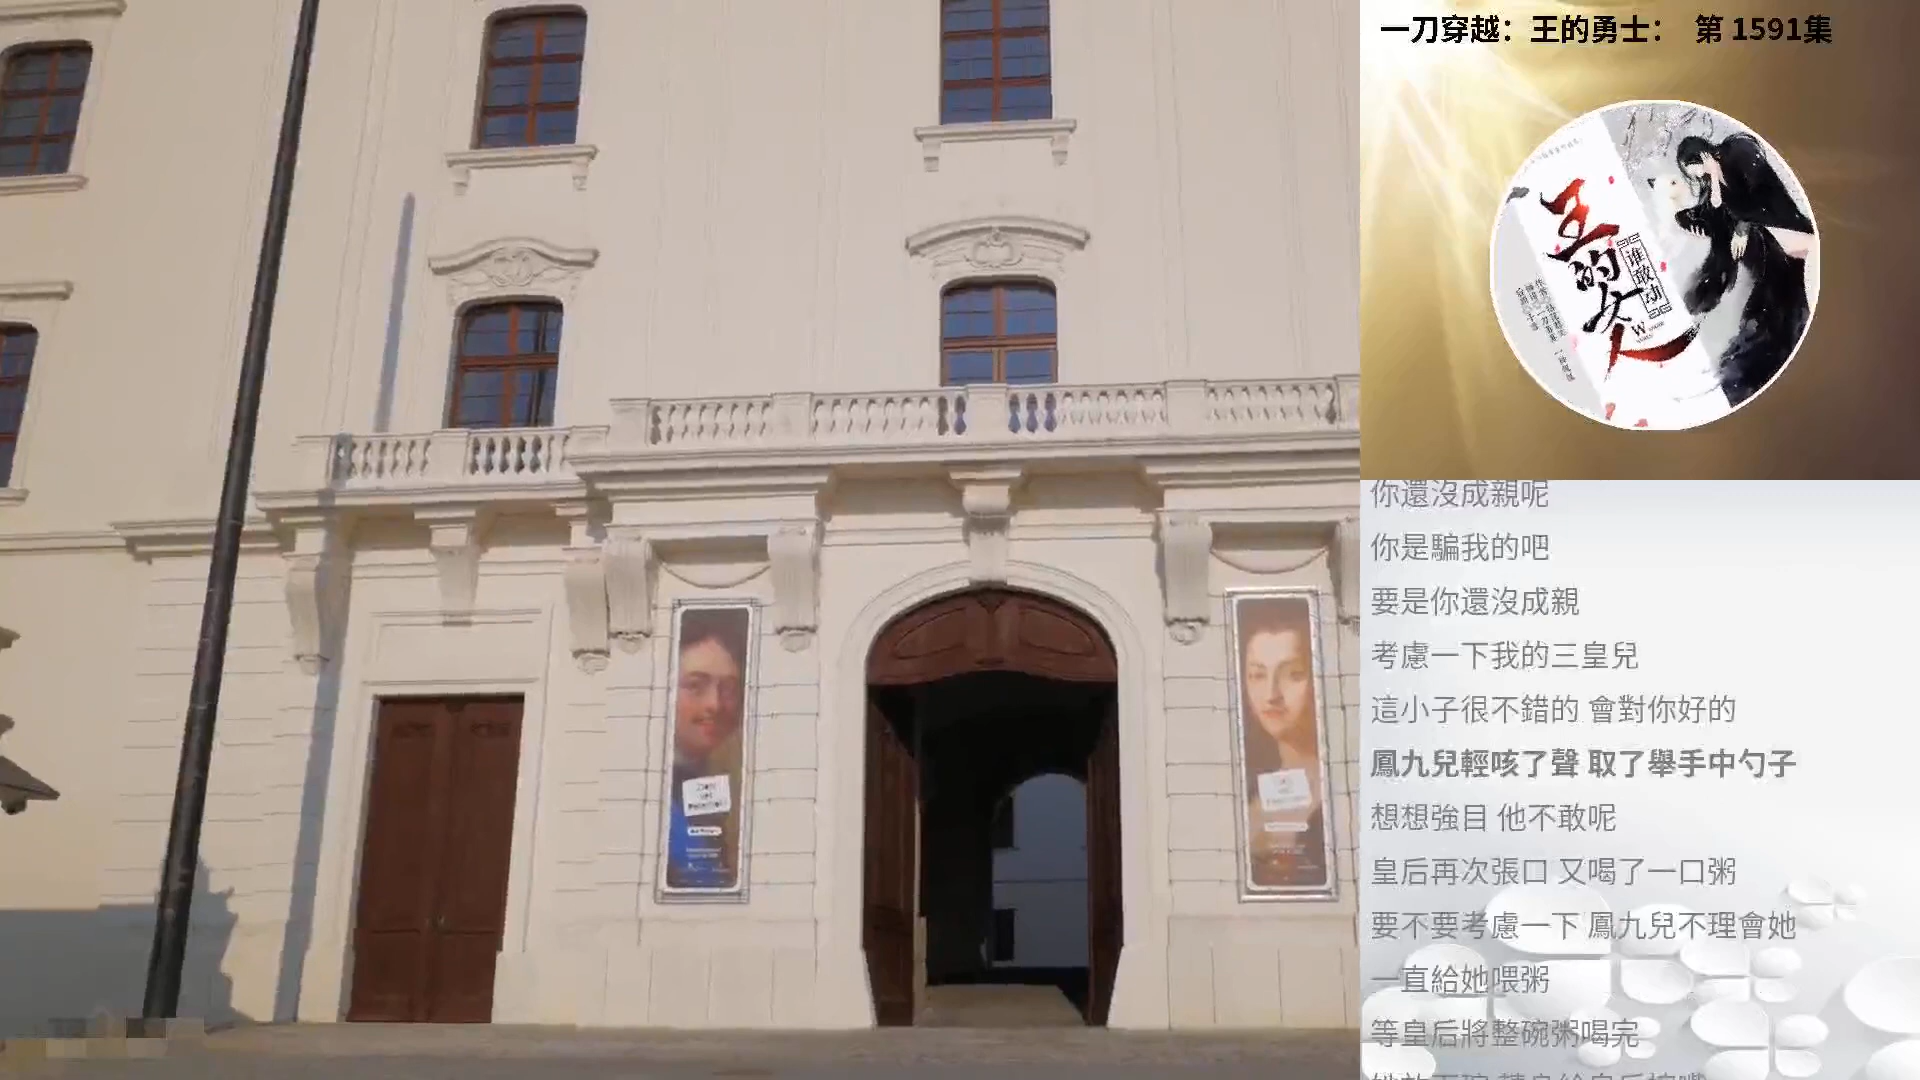 一刀穿越：王的勇士： 第 1591集
王的女人
谁敢动
你還沒成親呢
你是騙我的吧
要是你還沒成親
考慮一下我的三皇兒
這小子很不錯的 會對你好的
鳳九兒輕咳了聲 取了舉手中勺子
想想強目 他不敢呢
皇后再次張口 又喝了一口粥
要不要考慮一下 鳳九兒不理會她
一直給她喂粥
等皇后將整碗粥喝完